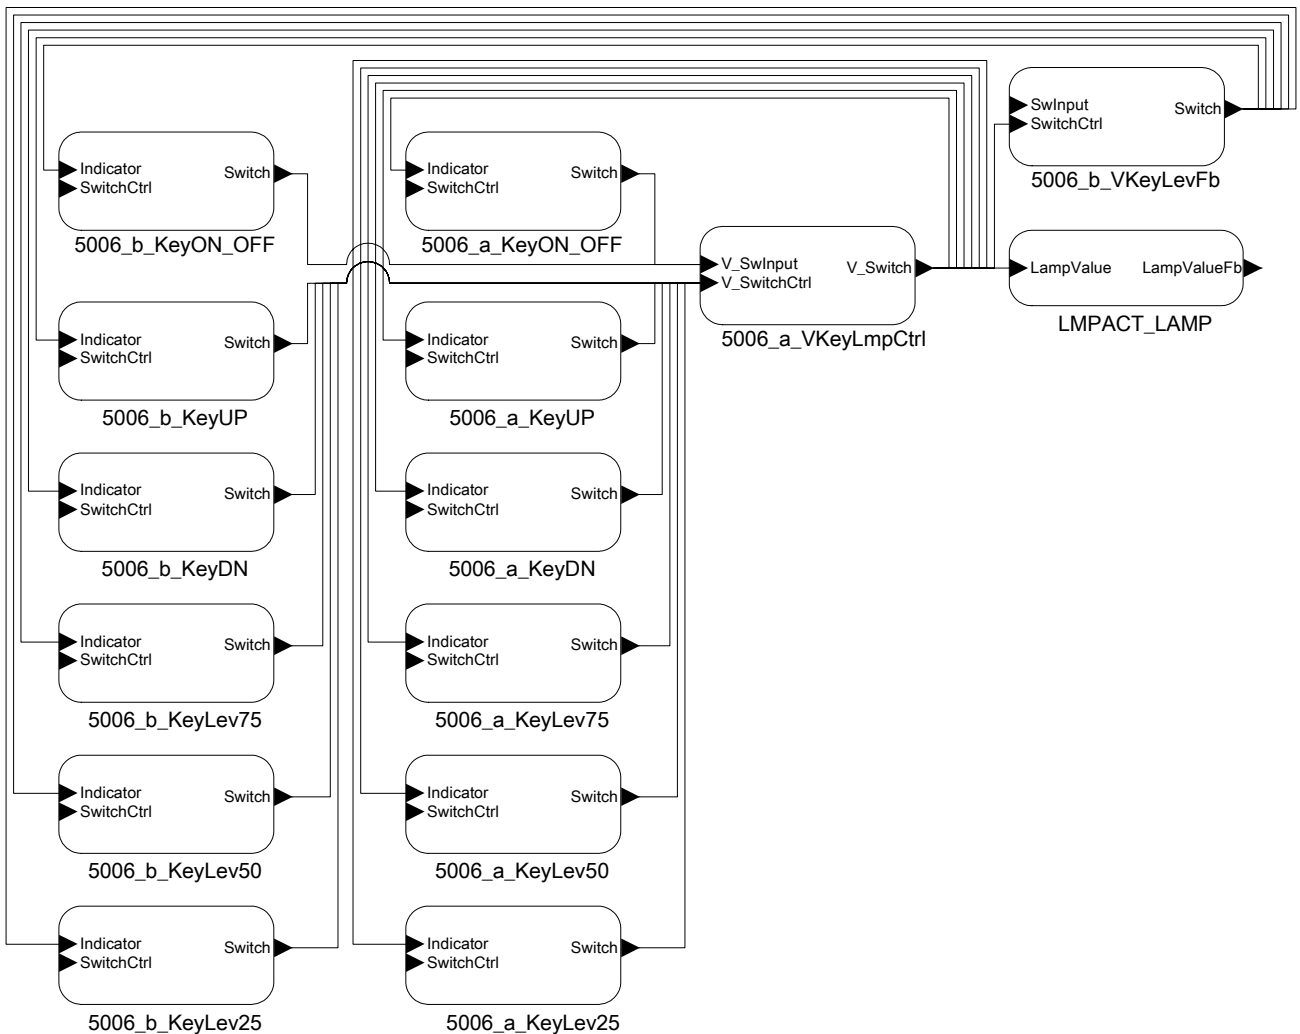 SwInput
Switch
SwitchCtrl
5006_b_VKeyLevFb
Indicator
Switch
SwitchCtrl
5006_b_KeyON_OFF
Indicator
Switch
SwitchCtrl
5006_a_KeyON_OFF
V_SwInput
V_Switch
V_SwitchCtrl
5006_a_VKeyLmpCtrl
LampValue
LampValueFb
LMPACT_LAMP
Indicator
Switch
SwitchCtrl
5006_b_KeyUP
Indicator
Switch
SwitchCtrl
5006_a_KeyUP
Indicator
Switch
SwitchCtrl
5006_b_KeyDN
Indicator
Switch
SwitchCtrl
5006_a_KeyDN
Indicator
Switch
SwitchCtrl
5006_b_KeyLev75
Indicator
Switch
SwitchCtrl
5006_a_KeyLev75
Indicator
Switch
SwitchCtrl
5006_b_KeyLev50
Indicator
Switch
SwitchCtrl
5006_a_KeyLev50
Indicator
Switch
SwitchCtrl
5006_b_KeyLev25
Indicator
Switch
SwitchCtrl
5006_a_KeyLev25